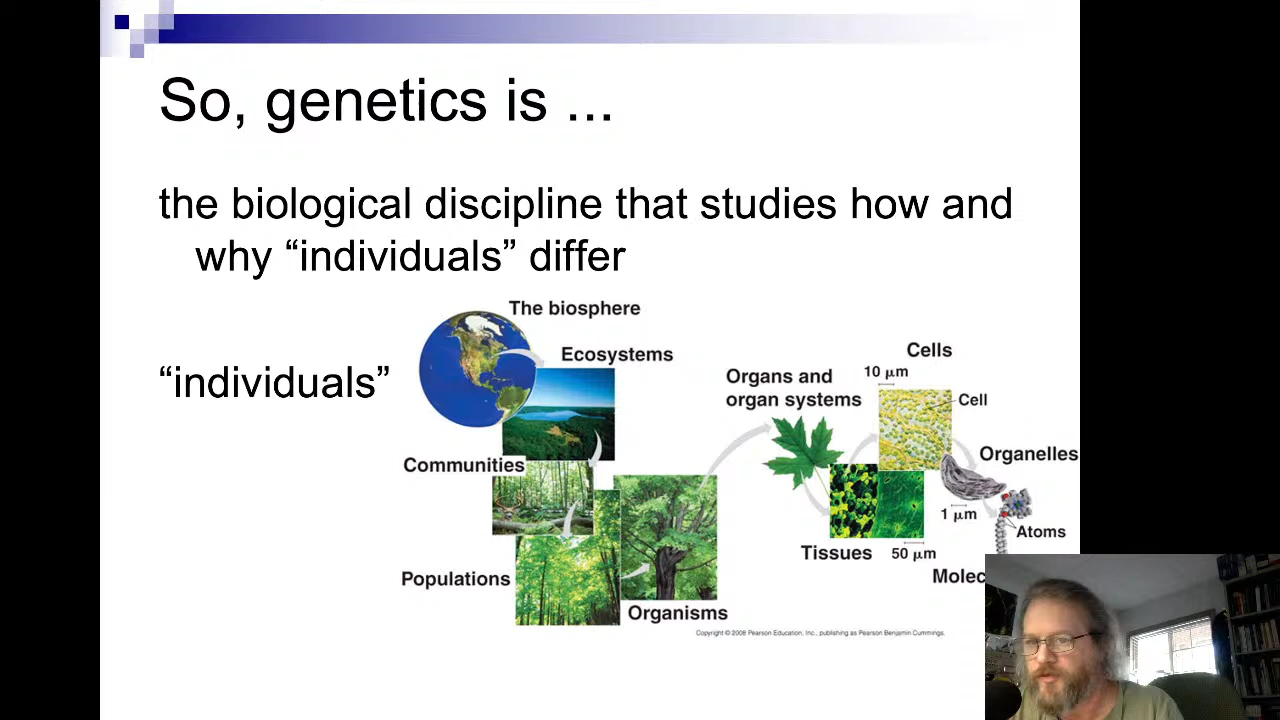 So, genetics is ...
the biological discipline that studies how and
why “individuals” differ
“individuals”
The biosphere
Ecosystems
Communities
Populations
Organisms
Organs and
organ systems
Tissues
50 µm
Cells
10 µm
Cell
Organelles
1 µm
Atoms
Molec
Copyright © 2008 Pearson Education, Inc., publishing as Pearson Benjamin Cummings.